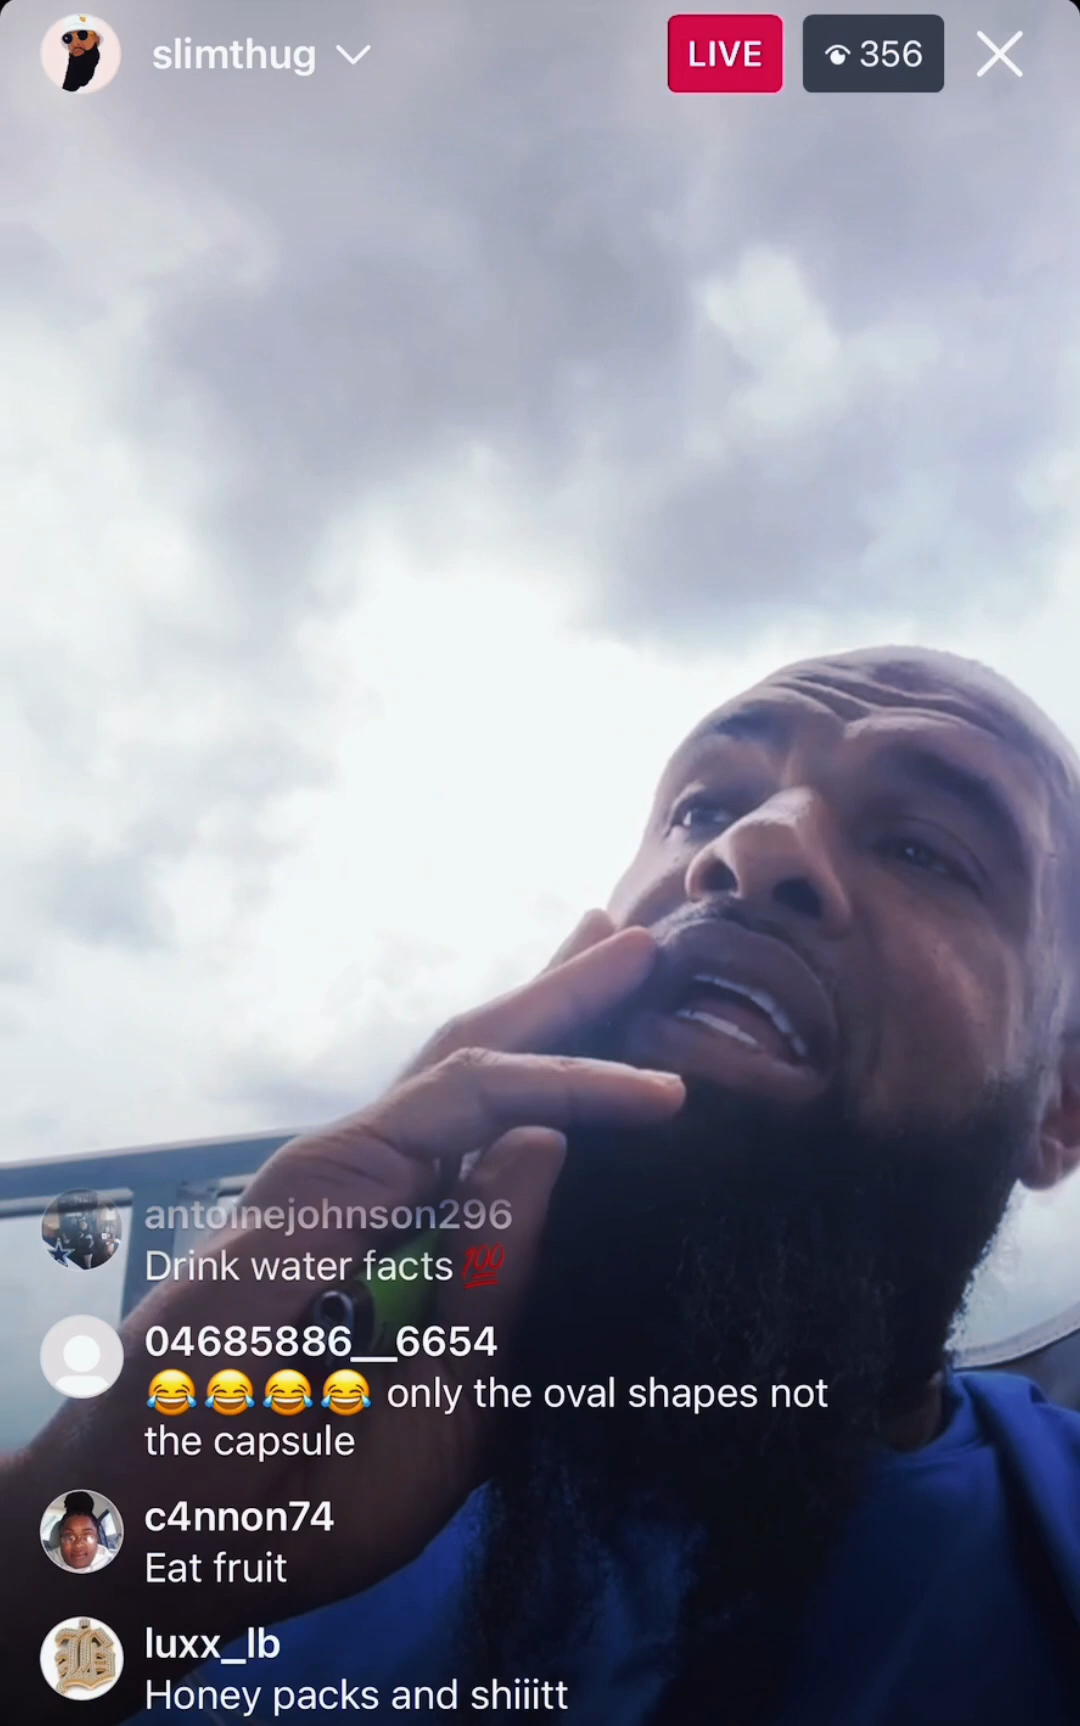 slimthug
LIVE
356
antoinejohnson296
Drink water facts 💯
04685886__6654
😂😂😂😂 only the oval shapes not
the capsule
c4nnon74
Eat fruit
luxx_lb
Honey packs and shiiitt